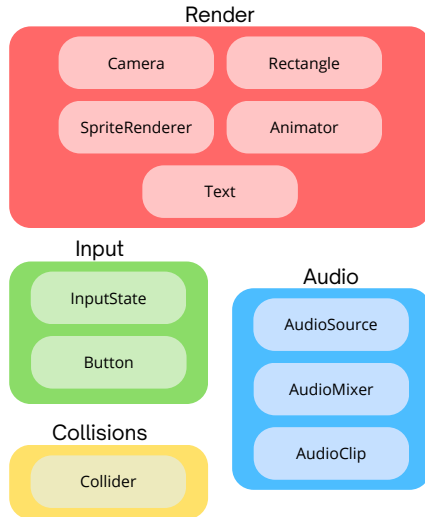 Render
Camera
Rectangle
SpriteRenderer
Animator
Text
Input
InputState
Button
Audio
AudioSource
AudioMixer
AudioClip
Collisions
Collider